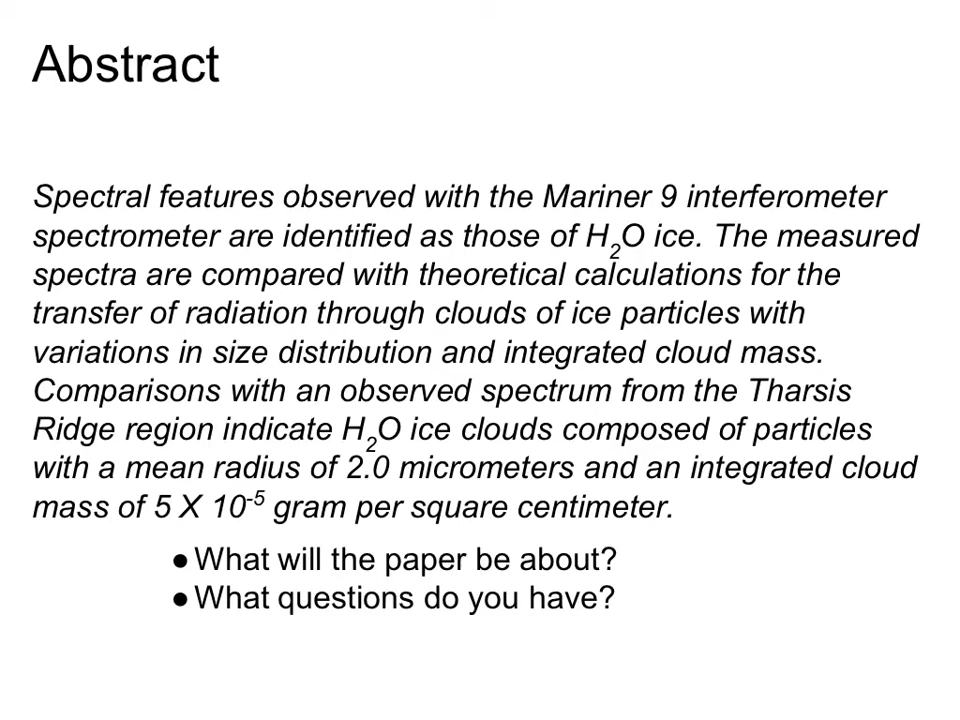 Abstract
Spectral features observed with the Mariner 9 interferometer
spectrometer are identified as those of H₂O ice. The measured
spectra are compared with theoretical calculations for the
transfer of radiation through clouds of ice particles with
variations in size distribution and integrated cloud mass.
Comparisons with an observed spectrum from the Tharsis
Ridge region indicate H₂O ice clouds composed of particles
with a mean radius of 2.0 micrometers and an integrated cloud
mass of 5 X 10⁻⁵ gram per square centimeter.
● What will the paper be about?
● What questions do you have?